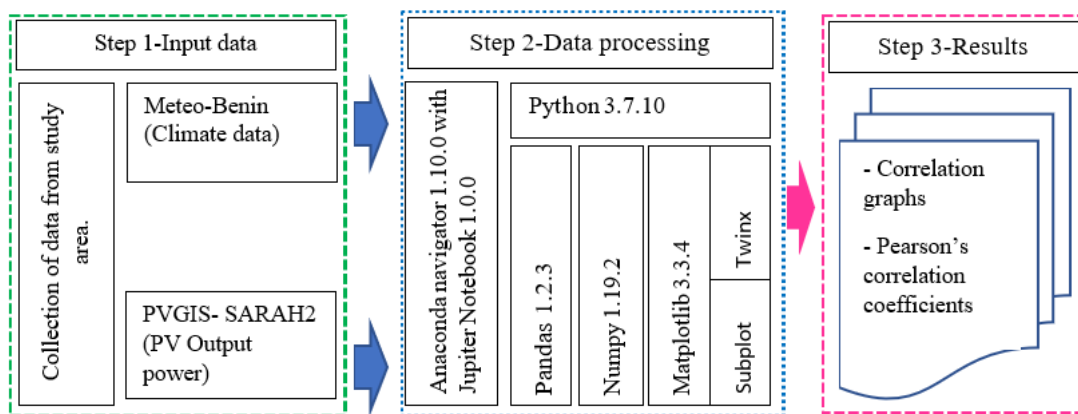 Step 1-Input data
Collection of data from study
area.
Meteo-Benin
(Climate data)
PVGIS- SARAH2
(PV Output
power)
Step 2-Data processing
Anaconda navigator 1.10.0 with
Jupiter Notebook 1.0.0
Python 3.7.10
Pandas 1.2.3
Numpy 1.19.2
Matplotlib 3.3.4
Twinx
Subplot
Step 3-Results
- Correlation
graphs
- Pearson’s
correlation
coefficients